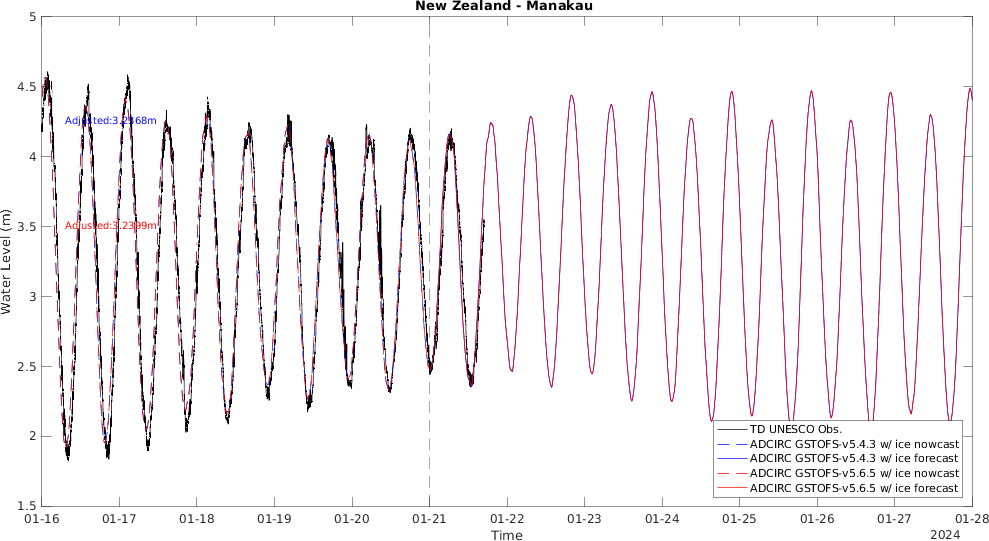 New Zealand - Manakau
5
4.5
4
3.5
3
2.5
2
1.5
Water Level (m)
Adjusted:3.2468m
Adjusted:3.2399m
TD UNESCO Obs.
ADCIRC GSTOFS-v5.4.3 w/ ice nowcast
ADCIRC GSTOFS-v5.4.3 w/ ice forecast
ADCIRC GSTOFS-v5.6.5 w/ ice nowcast
ADCIRC GSTOFS-v5.6.5 w/ ice forecast
01-16 01-17 01-18 01-19 01-20 01-21 01-22 01-23 01-24 01-25 01-26 01-27 01-28
Time
2024